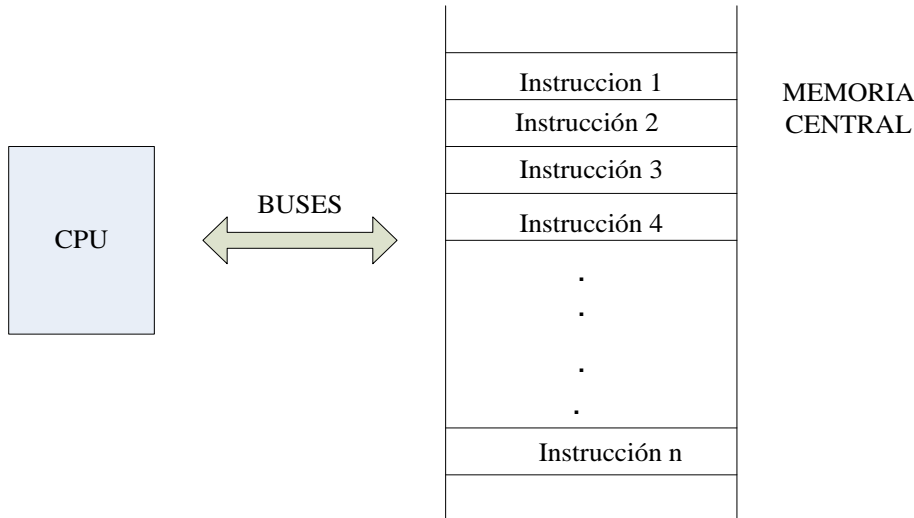 Instruccion 1
MEMORIA
CENTRAL
Instrucción 2
Instrucción 3
BUSES
CPU
Instrucción 4
.
.
.
.
Instrucción n